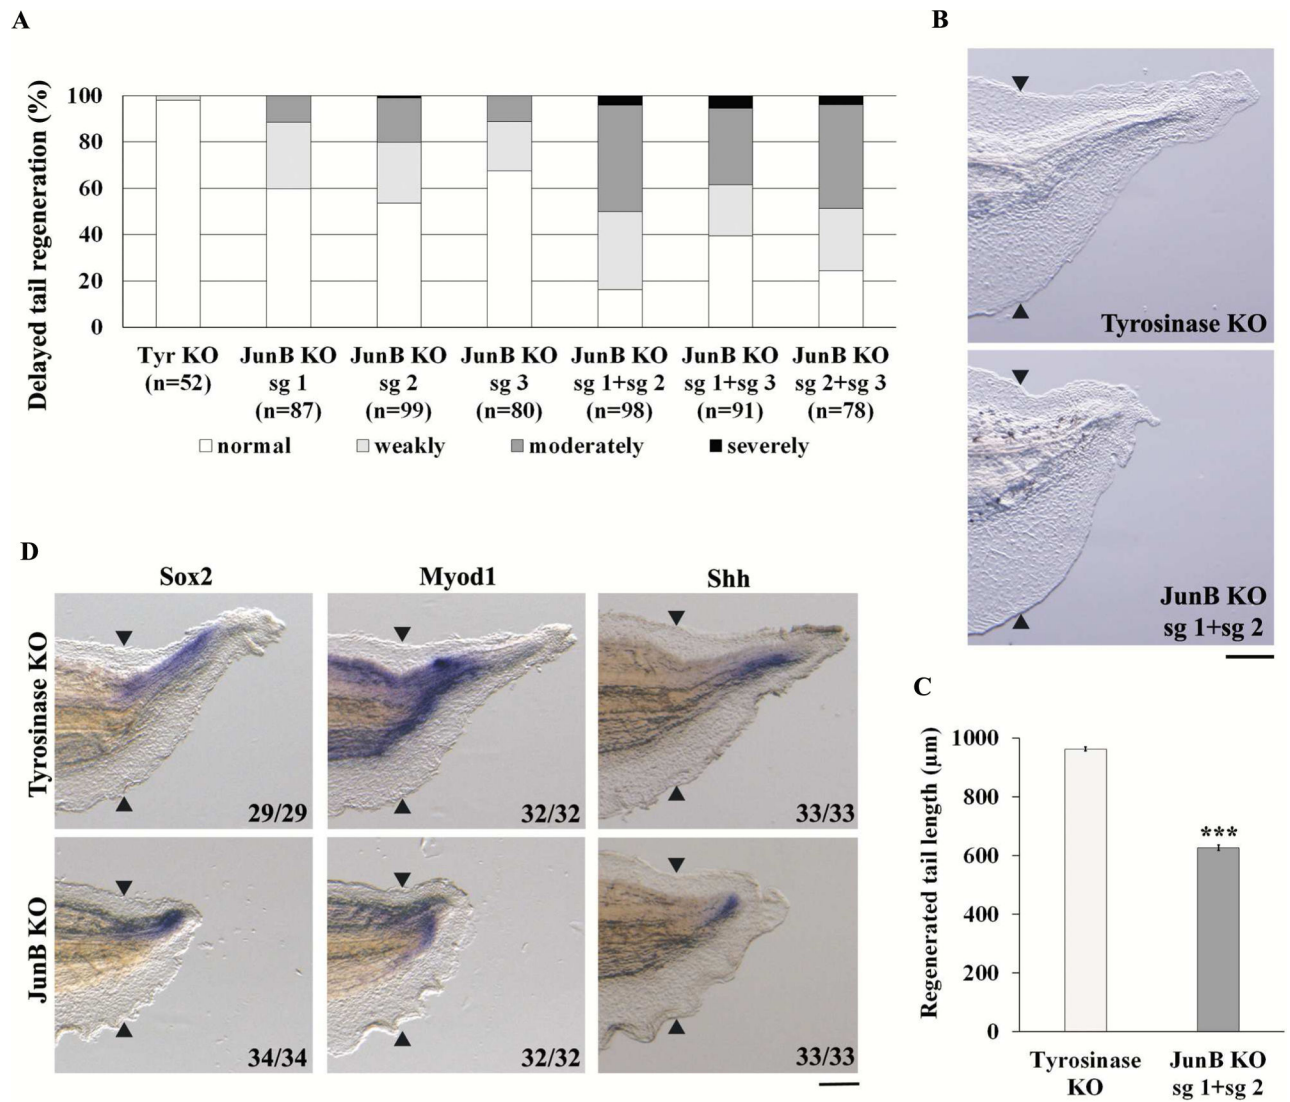 A
Delayed tail regeneration (%)
100
80
60
40
20
0
Tyr KO
(n=52)
JunB KO
sg 1
(n=87)
JunB KO
sg 2
(n=99)
JunB KO
sg 3
(n=80)
JunB KO
sg 1+sg 2
(n=98)
JunB KO
sg 1+sg 3
(n=91)
JunB KO
sg 2+sg 3
(n=78)
normal weakly moderately severely
B
Tyrosinase KO
JunB KO
sg 1+sg 2
C
Regenerated tail length (μm)
1000
800
600
400
200
0
***
Tyrosinase
KO
JunB KO
sg 1+sg 2
D
Sox2 Myod1 Shh
Tyrosinase KO
29/29 32/32 33/33
JunB KO
34/34 32/32 33/33